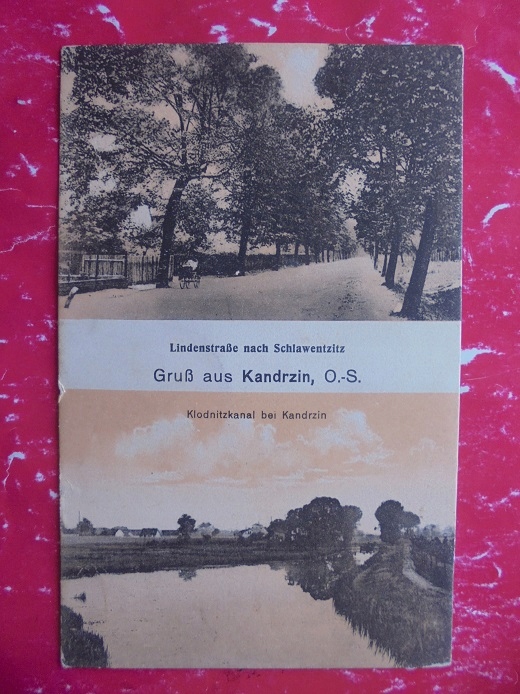 Lindenstraße nach Schlawentzitz
Gruß aus Kandrzin, O.-S.
Klodnitzkanal bei Kandrzin